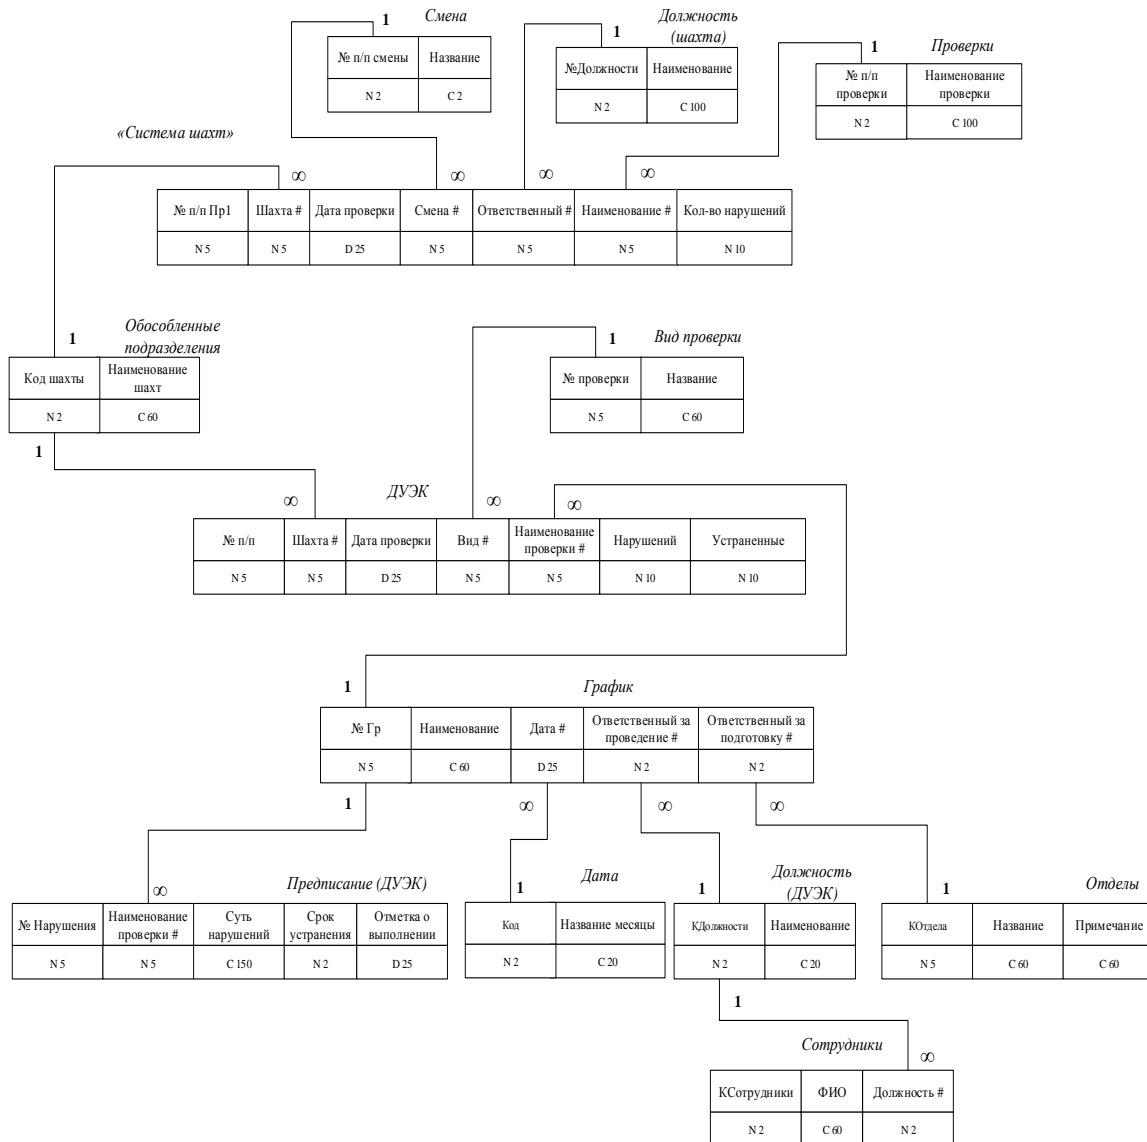 1
Смена
№ п/п смены
Название
N 2
C 2
1
Должность
(шахта)
№Должности
Наименование
N 2
C 100
1
Проверки
№ п/п
проверки
Наименование
проверки
N 2
C 100
«Система шахт»
∞
∞
∞
∞
№ п/п Пр1
Шахта #
Дата проверки
Смена #
Ответственный #
Наименование #
Кол-во нарушений
N 5
N 5
D 25
N 5
N 5
N 5
N 10
1
Обособленные
подразделения
Код шахты
Наименование
шахт
N 2
C 60
1
1
Вид проверки
№ проверки
Название
N 5
C 60
ДУЭК
∞
∞
∞
№ п/п
Шахта #
Дата проверки
Вид #
Наименование
проверки #
Нарушений
Устраненные
N 5
N 5
D 25
N 5
N 5
N 10
N 10
1
График
№ Гр
Наименование
Дата #
Ответственный за
проведение #
Ответственный за
подготовку #
N 5
C 60
D 25
N 2
N 2
1
∞
∞
∞
∞
Предписание (ДУЭК)
№ Нарушения
Наименование
проверки #
Суть
нарушений
Срок
устранения
Отметка о
выполнении
N 5
N 5
C 150
N 2
D 25
1
Дата
Код
Название месяцы
N 2
C 20
1
Должность
(ДУЭК)
КДолжности
Наименование
N 2
C 20
1
1
Отделы
КОтдела
Название
Примечание
N 5
C 60
C 60
Сотрудники
∞
КСотрудники
ФИО
Должность #
N 2
C 60
N 2